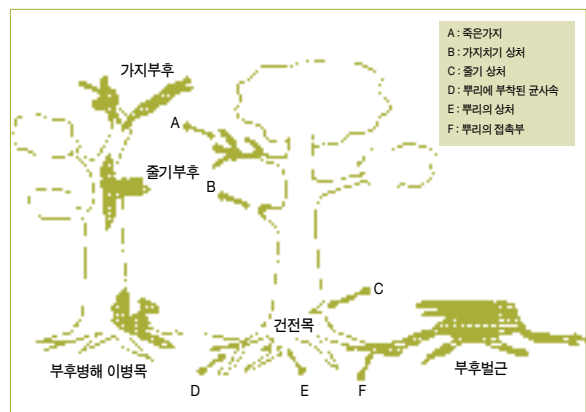 가지부후
A
줄기부후
B
C
건전목
부후병해 이병목
부후벌근
D
E
F
A : 죽은가지
B : 가지치기 상처
C : 줄기 상처
D : 뿌리에 부착된 균사속
E : 뿌리의 상처
F : 뿌리의 접촉부